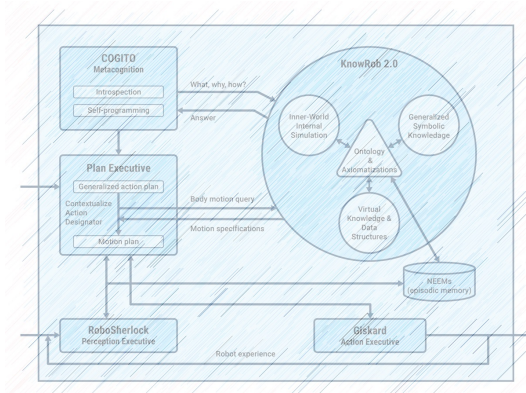 COGITO
Metacognition
Introspection
Self-programming
What, why, how?
Answer
KnowRob 2.0
Inner-World
Internal
Simulation
Generalized
Symbolic
Knowledge
Ontology
&
Axiomatizations
Virtual
Knowledge &
Data
Structures
Plan Executive
Generalized action plan
Contextualize
Action
Designator
Motion plan
Body motion query
Motion specifications
NEEMs
(episodic memory)
RoboSherlock
Perception Executive
Giskard
Action Executive
Robot experience